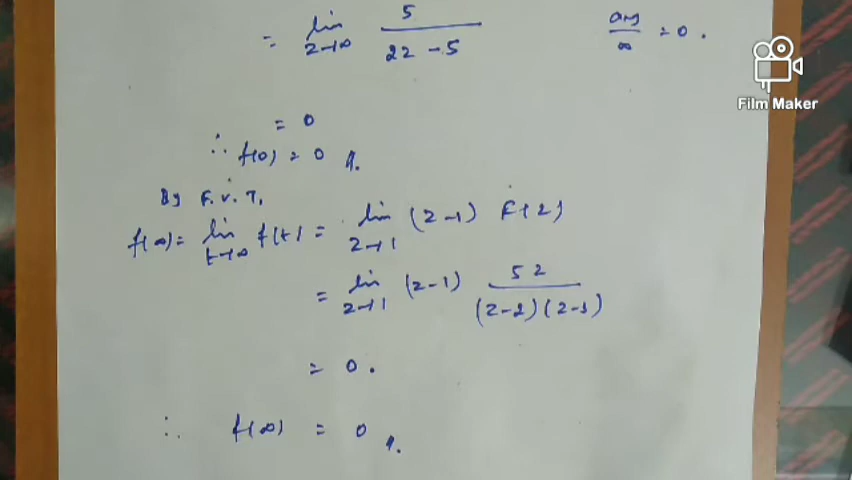 = lim z→∞ 5 / 2z - 5    any / ∞ = 0.
Film Maker
= 0
∴ f(0) = 0 //.
By F.V.T,
f(∞) = lim t→∞ f(t) = lim z→1 (z-1) F(z)
= lim z→1 (z-1) 5z / (z-2)(z-3)
= 0.
∴ f(∞) = 0 //.